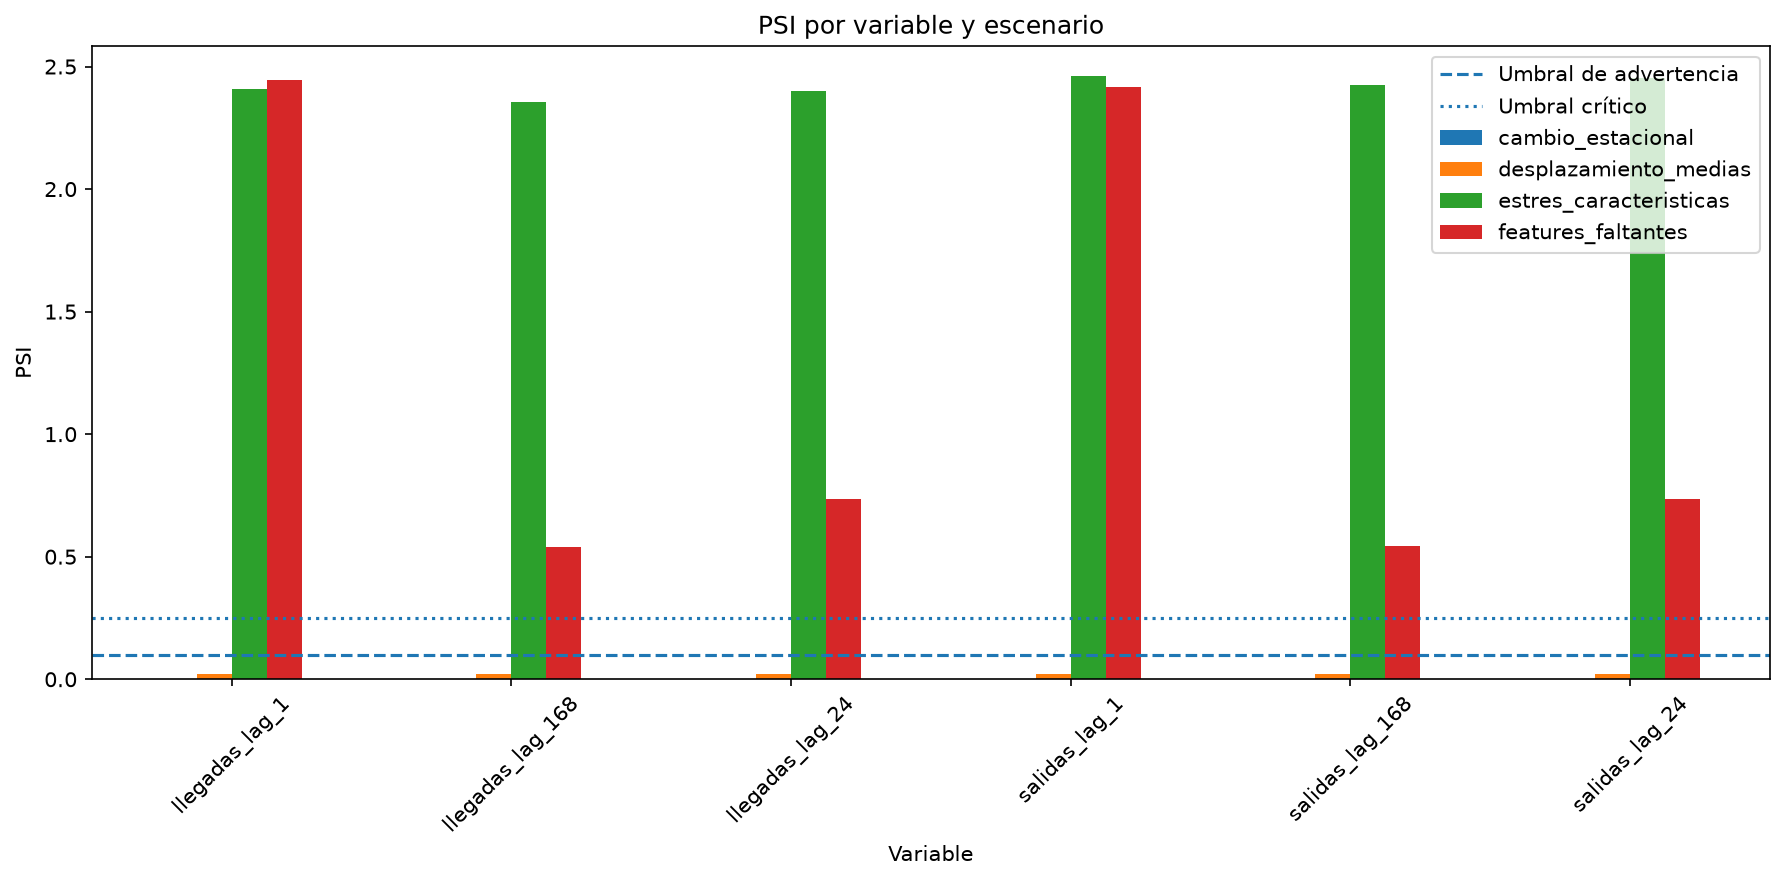 PSI por variable y escenario
2.5
2.0
1.5
1.0
0.5
0.0
PSI
Umbral de advertencia
Umbral crítico
cambio_estacional
desplazamiento_medias
estres_caracteristicas
features_faltantes
llegadas_lag_1
llegadas_lag_168
llegadas_lag_24
salidas_lag_1
salidas_lag_168
salidas_lag_24
Variable